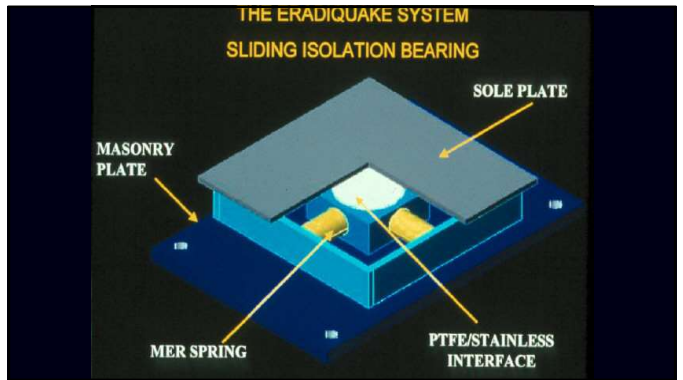 THE ERADIQUAKE SYSTEM
SLIDING ISOLATION BEARING
SOLE PLATE
MASONRY
PLATE
MER SPRING
PTFE/STAINLESS
INTERFACE